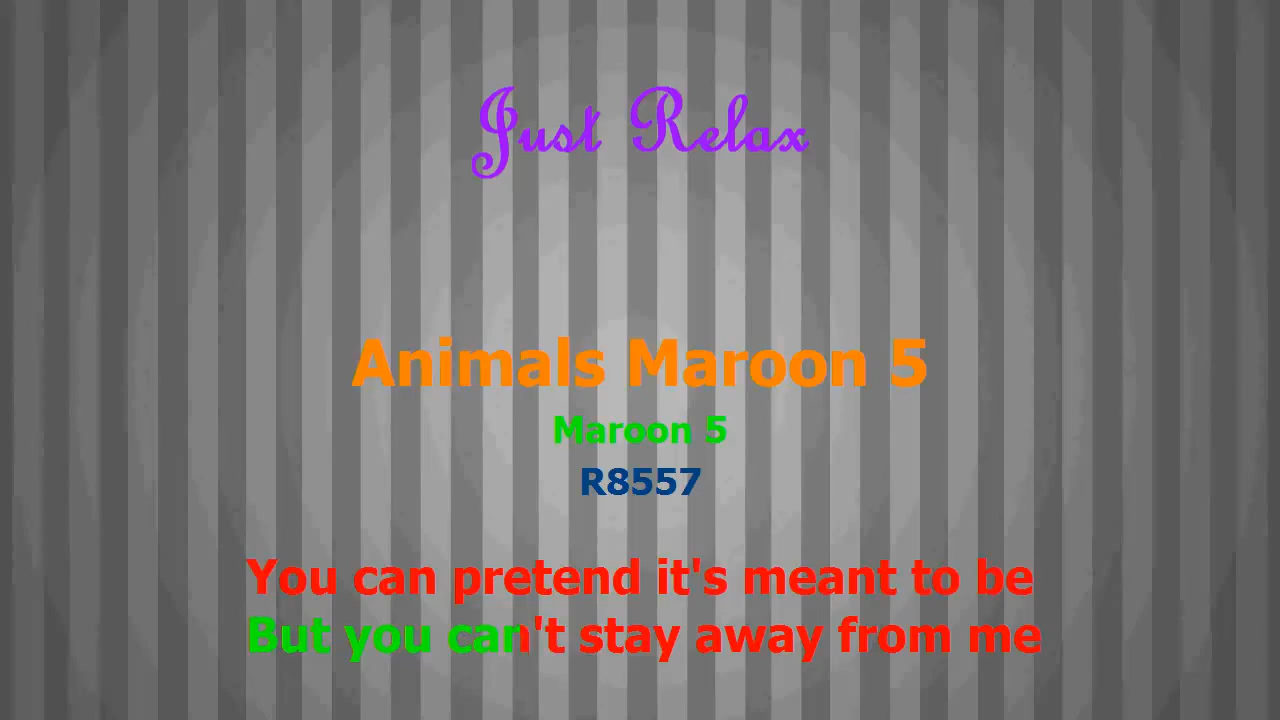 Just Relax
Animals Maroon 5
Maroon 5
R8557
You can pretend it's meant to be
But you can't stay away from me